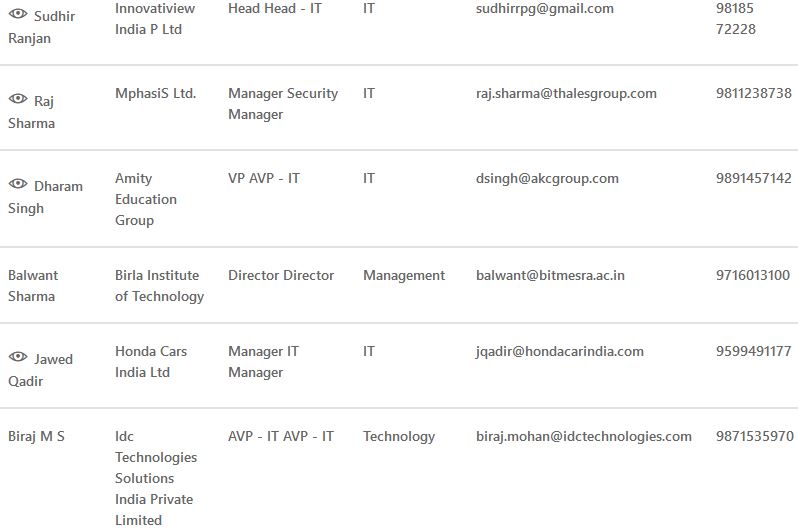 Sudhir Ranjan Innovatiview India P Ltd Head Head - IT IT sudhirrpg@gmail.com 98185 72228
Raj Sharma MphasiS Ltd. Manager Security Manager IT raj.sharma@thalesgroup.com 9811238738
Dharam Singh Amity Education Group VP AVP - IT IT dsingh@akcgroup.com 9891457142
Balwant Sharma Birla Institute of Technology Director Director Management balwant@bitmesra.ac.in 9716013100
Jawed Qadir Honda Cars India Ltd Manager IT Manager IT jqadir@hondacarindia.com 9599491177
Biraj M S Idc Technologies Solutions India Private Limited AVP - IT AVP - IT Technology biraj.mohan@idctechnologies.com 9871535970